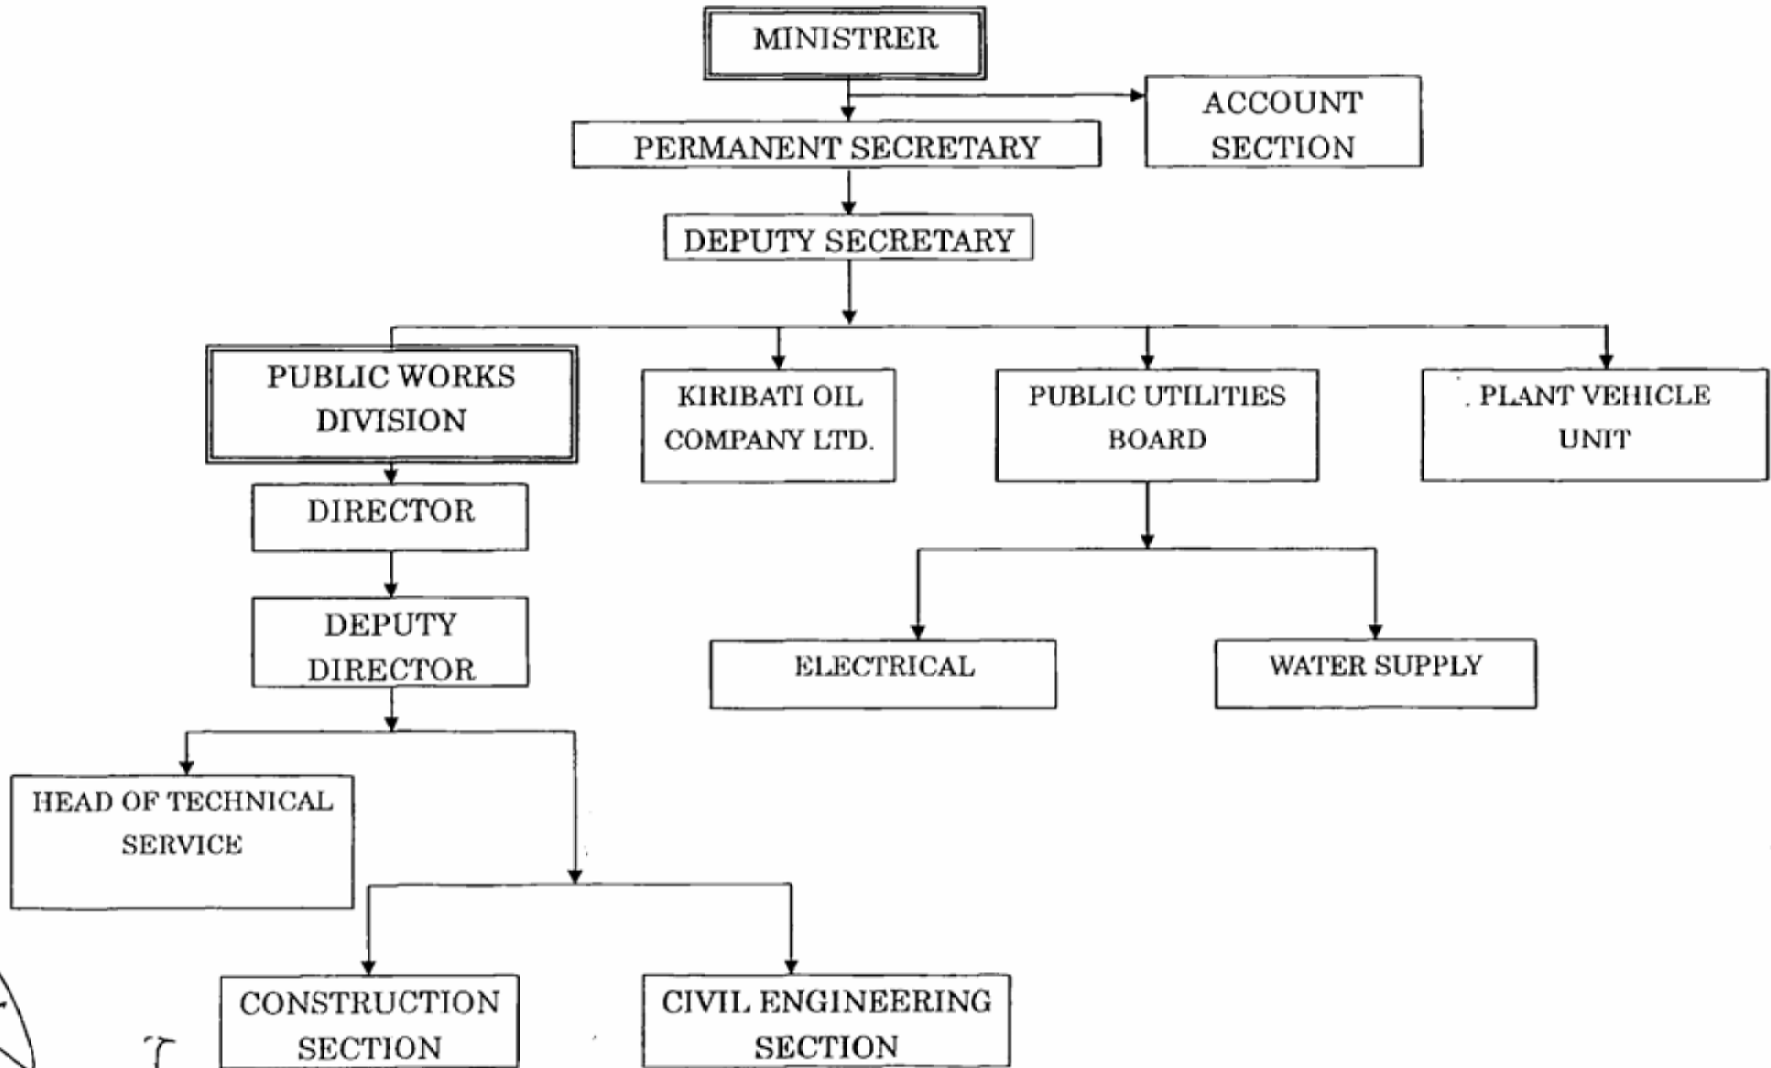 MINISTRER
ACCOUNT
SECTION
PERMANENT SECRETARY
DEPUTY SECRETARY
PUBLIC WORKS
DIVISION
KIRIBATI OIL
COMPANY LTD.
PUBLIC UTILITIES
BOARD
PLANT VEHICLE
UNIT
DIRECTOR
DEPUTY
DIRECTOR
ELECTRICAL
WATER SUPPLY
HEAD OF TECHNICAL
SERVICE
CONSTRUCTION
SECTION
CIVIL ENGINEERING
SECTION